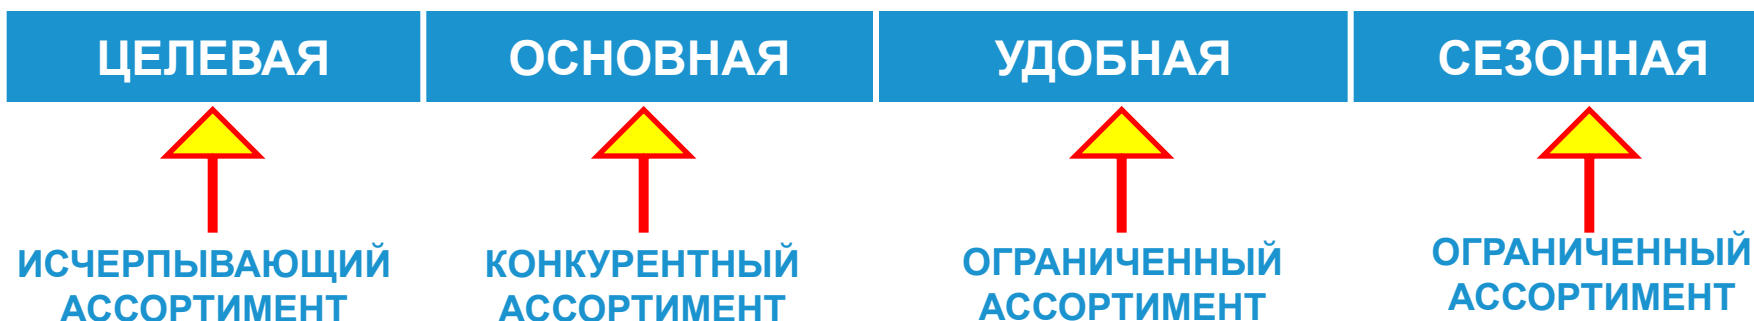 ЦЕЛЕВАЯ ОСНОВНАЯ УДОБНАЯ СЕЗОННАЯ
ИСЧЕРПЫВАЮЩИЙ
АССОРТИМЕНТ
КОНКУРЕНТНЫЙ
АССОРТИМЕНТ
ОГРАНИЧЕННЫЙ
АССОРТИМЕНТ
ОГРАНИЧЕННЫЙ
АССОРТИМЕНТ